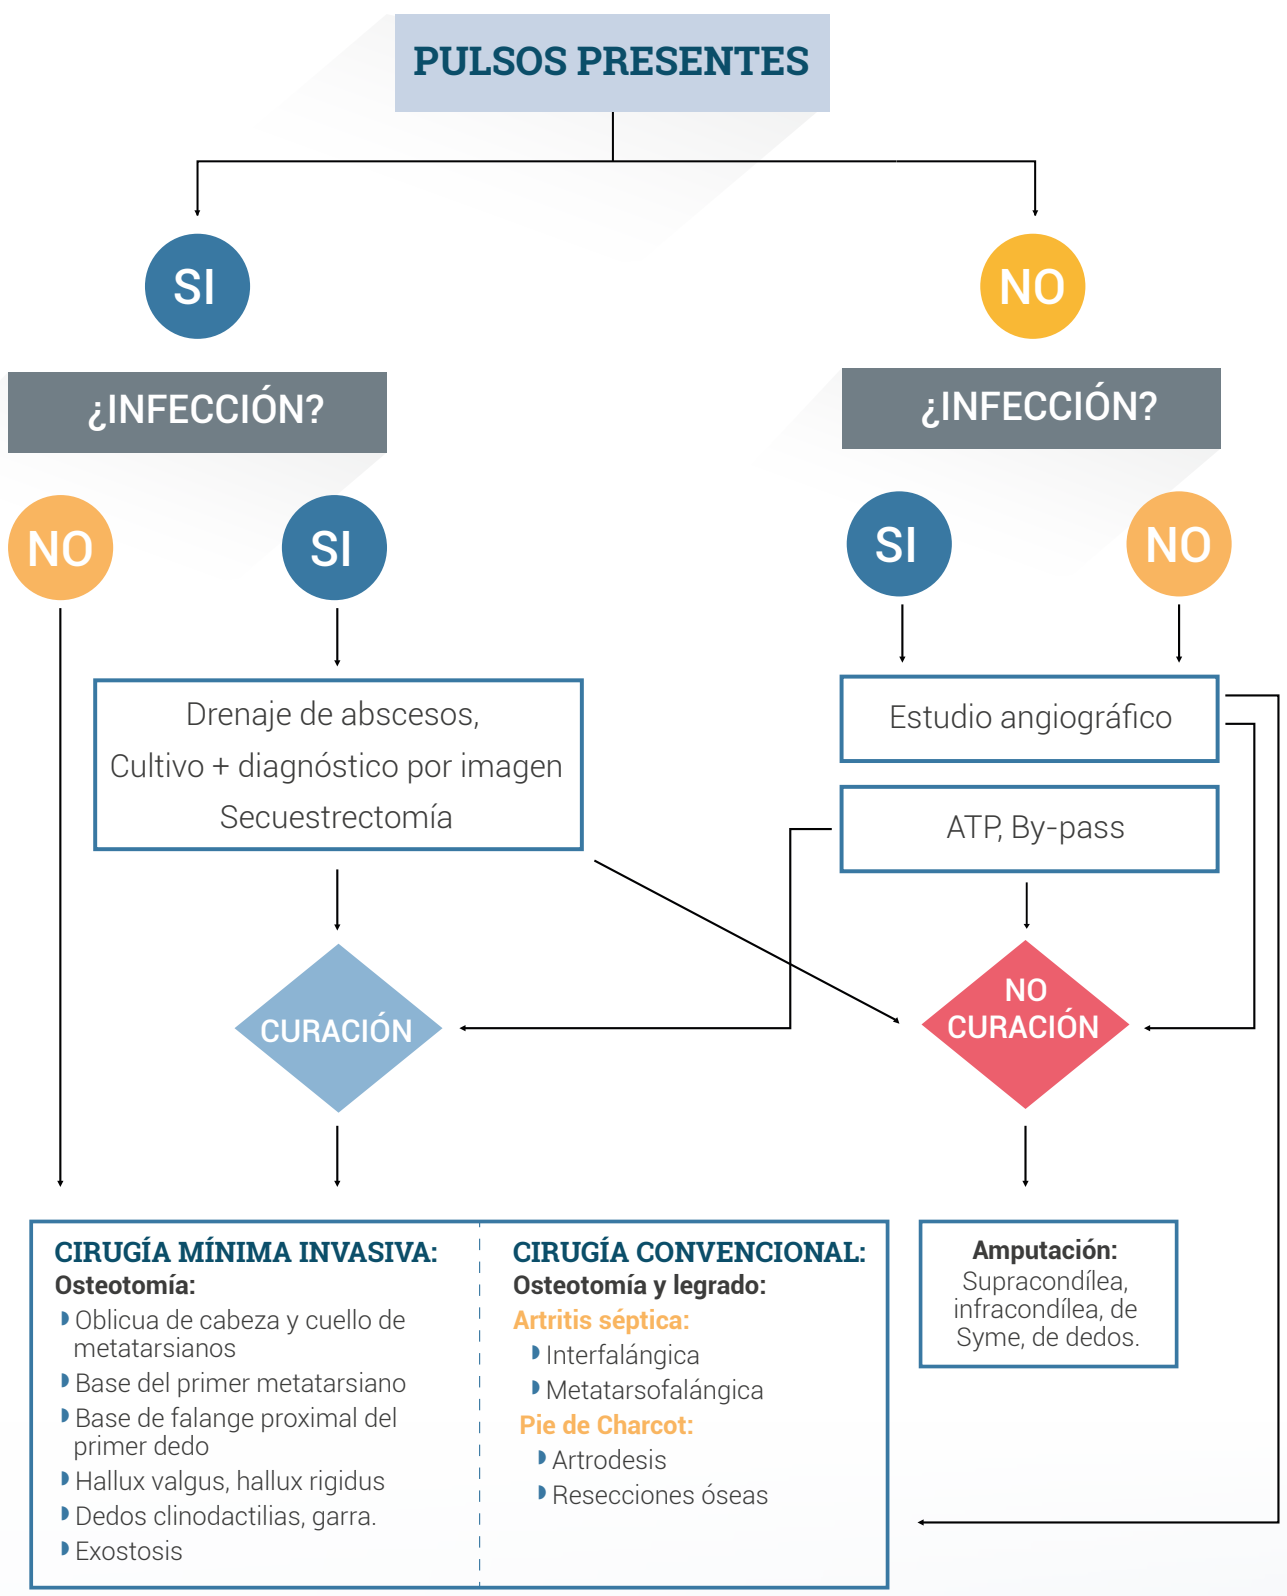 PULSOS PRESENTES
SI
NO
¿INFECCIÓN?
¿INFECCIÓN?
NO
SI
SI
NO
Drenaje de abscesos,
Cultivo + diagnóstico por imagen
Secuestrectomía
Estudio angiográfico
ATP, By-pass
CURACIÓN
NO
CURACIÓN
CIRUGÍA MÍNIMA INVASIVA:
Osteotomía:
Oblicua de cabeza y cuello de
metatarsianos
Base del primer metatarsiano
Base de falange proximal del
primer dedo
Hallux valgus, hallux rigidus
Dedos clinodactilias, garra.
Exostosis
CIRUGÍA CONVENCIONAL:
Osteotomía y legrado:
Artritis séptica:
Interfalángica
Metatarsofalángica
Pie de Charcot:
Artrodesis
Resecciones óseas
Amputación:
Supracondílea,
infracondílea, de
Syme, de dedos.